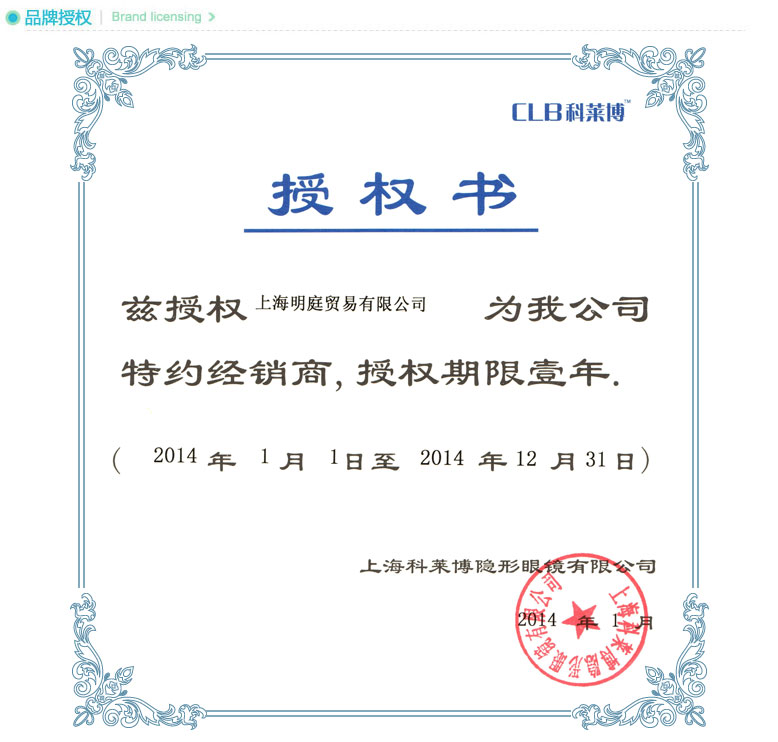 品牌授权 | Brand licensing >
CLB科莱博™
授权书
兹授权 上海明庭贸易有限公司 为我公司
特约经销商, 授权期限壹年.
( 2014 年 1 月 1日至 2014 年 12 月 31 日)
上海科莱博隐形眼镜有限公司
2014 年 1 月
上海科莱博隐形眼镜有限公司